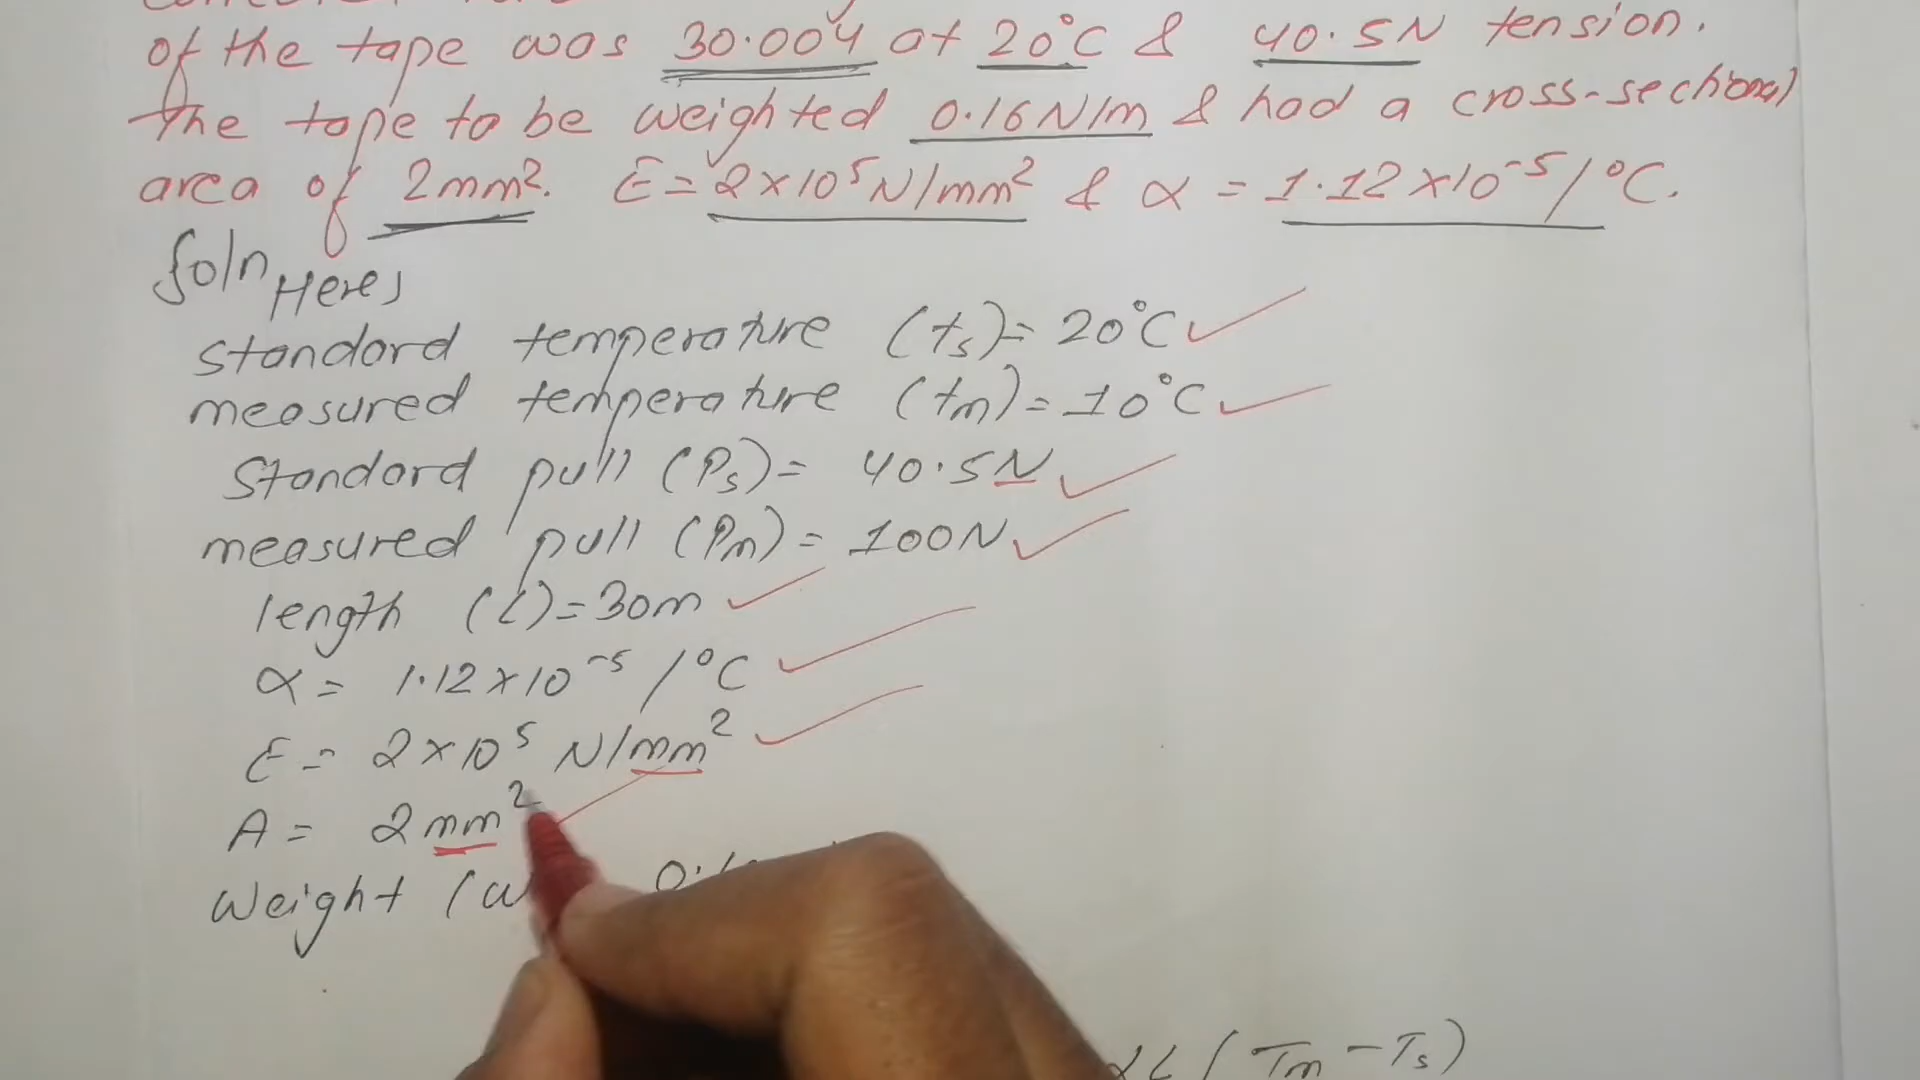 of the tape was 30.004 at 20°C & 40.5N tension.
The tape to be weighted 0.16N/m & had a cross-sectional
area of 2mm². E=2×10⁵N/mm² & α = 1.12×10⁻⁵/°C.
Soln Here,
Standard temperature (ts)= 20°C
measured temperature (tm)= 10°C
Standard pull (Ps)= 40.5N
measured pull (Pm)= 100N
length (L)=30m
α = 1.12×10⁻⁵ /°C
E = 2×10⁵ N/mm²
A = 2mm²
Weight (w
αL(Tm-Ts)